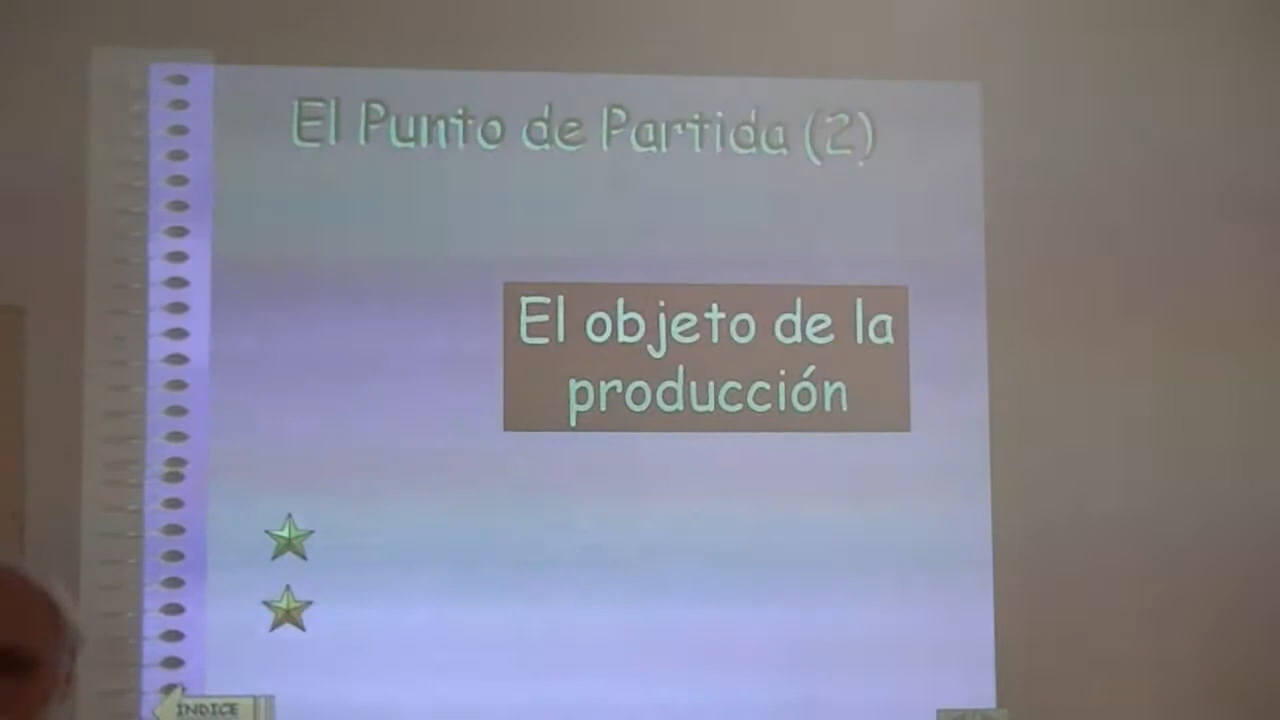 El Punto de Partida (2)
El objeto de la
producción
INDICE